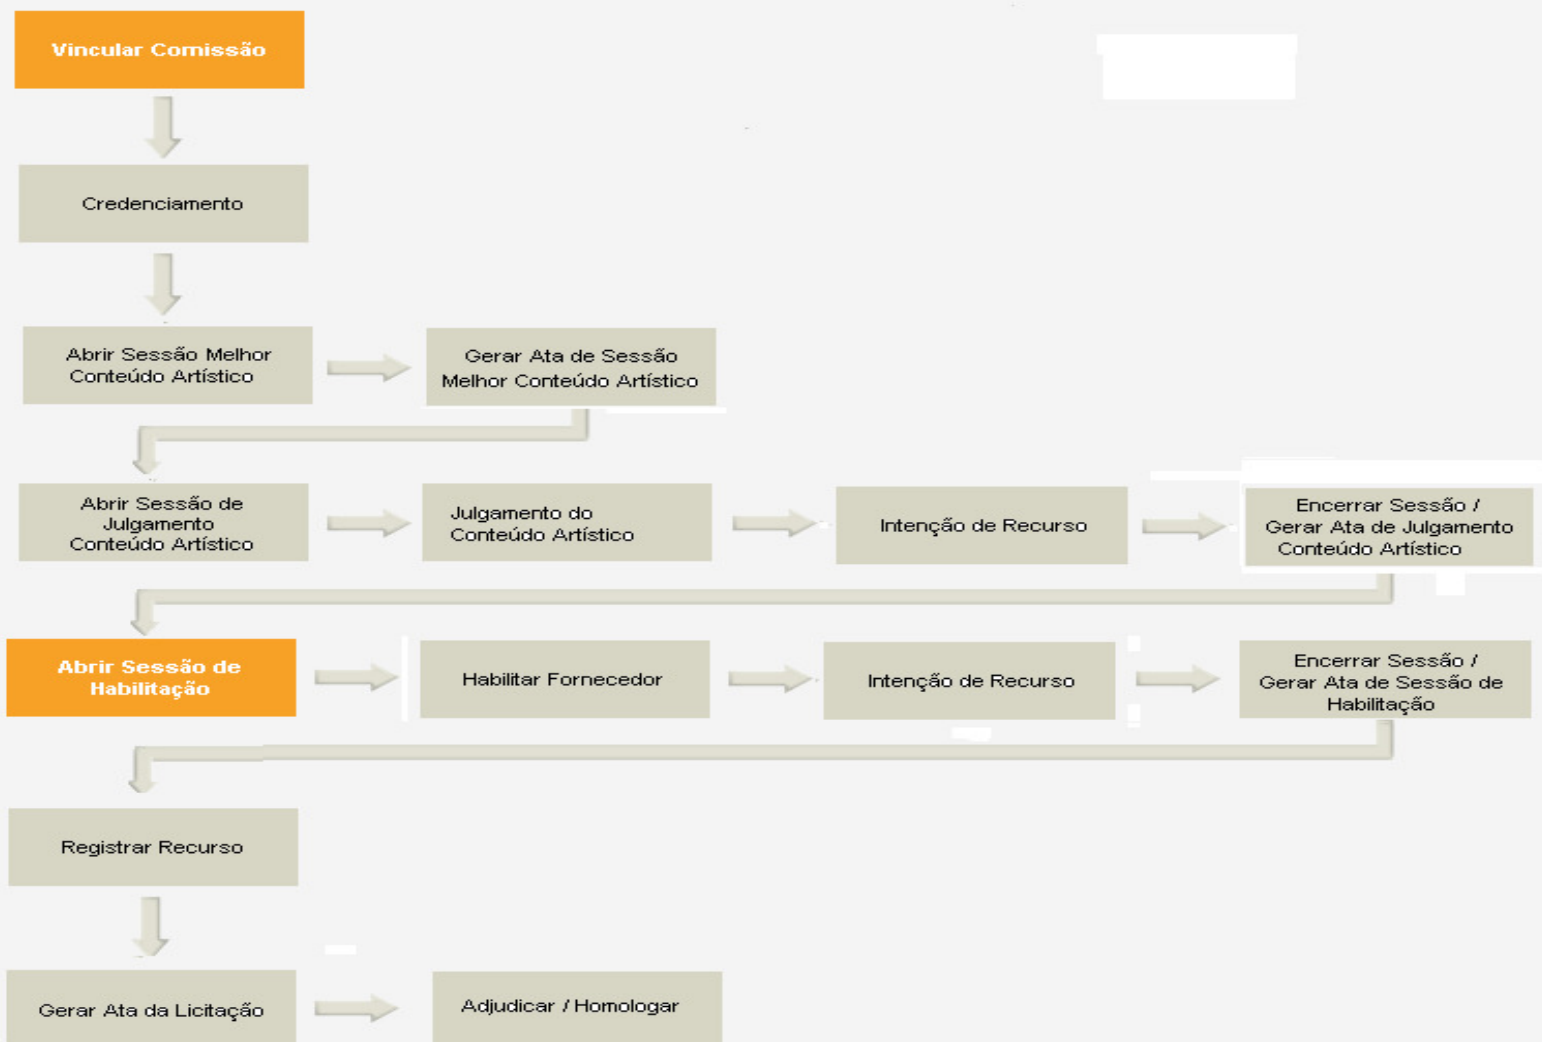 Vincular Comissão
Credenciamento
Abrir Sessão Melhor
Conteúdo Artístico
Gerar Ata de Sessão
Melhor Conteúdo Artístico
Abrir Sessão de
Julgamento
Conteúdo Artístico
Julgamento do
Conteúdo Artístico
Intenção de Recurso
Encerrar Sessão /
Gerar Ata de Julgamento
Conteúdo Artístico
Abrir Sessão de
Habilitação
Habilitar Fornecedor
Intenção de Recurso
Encerrar Sessão /
Gerar Ata de Sessão de
Habilitação
Registrar Recurso
Gerar Ata da Licitação
Adjudicar / Homologar